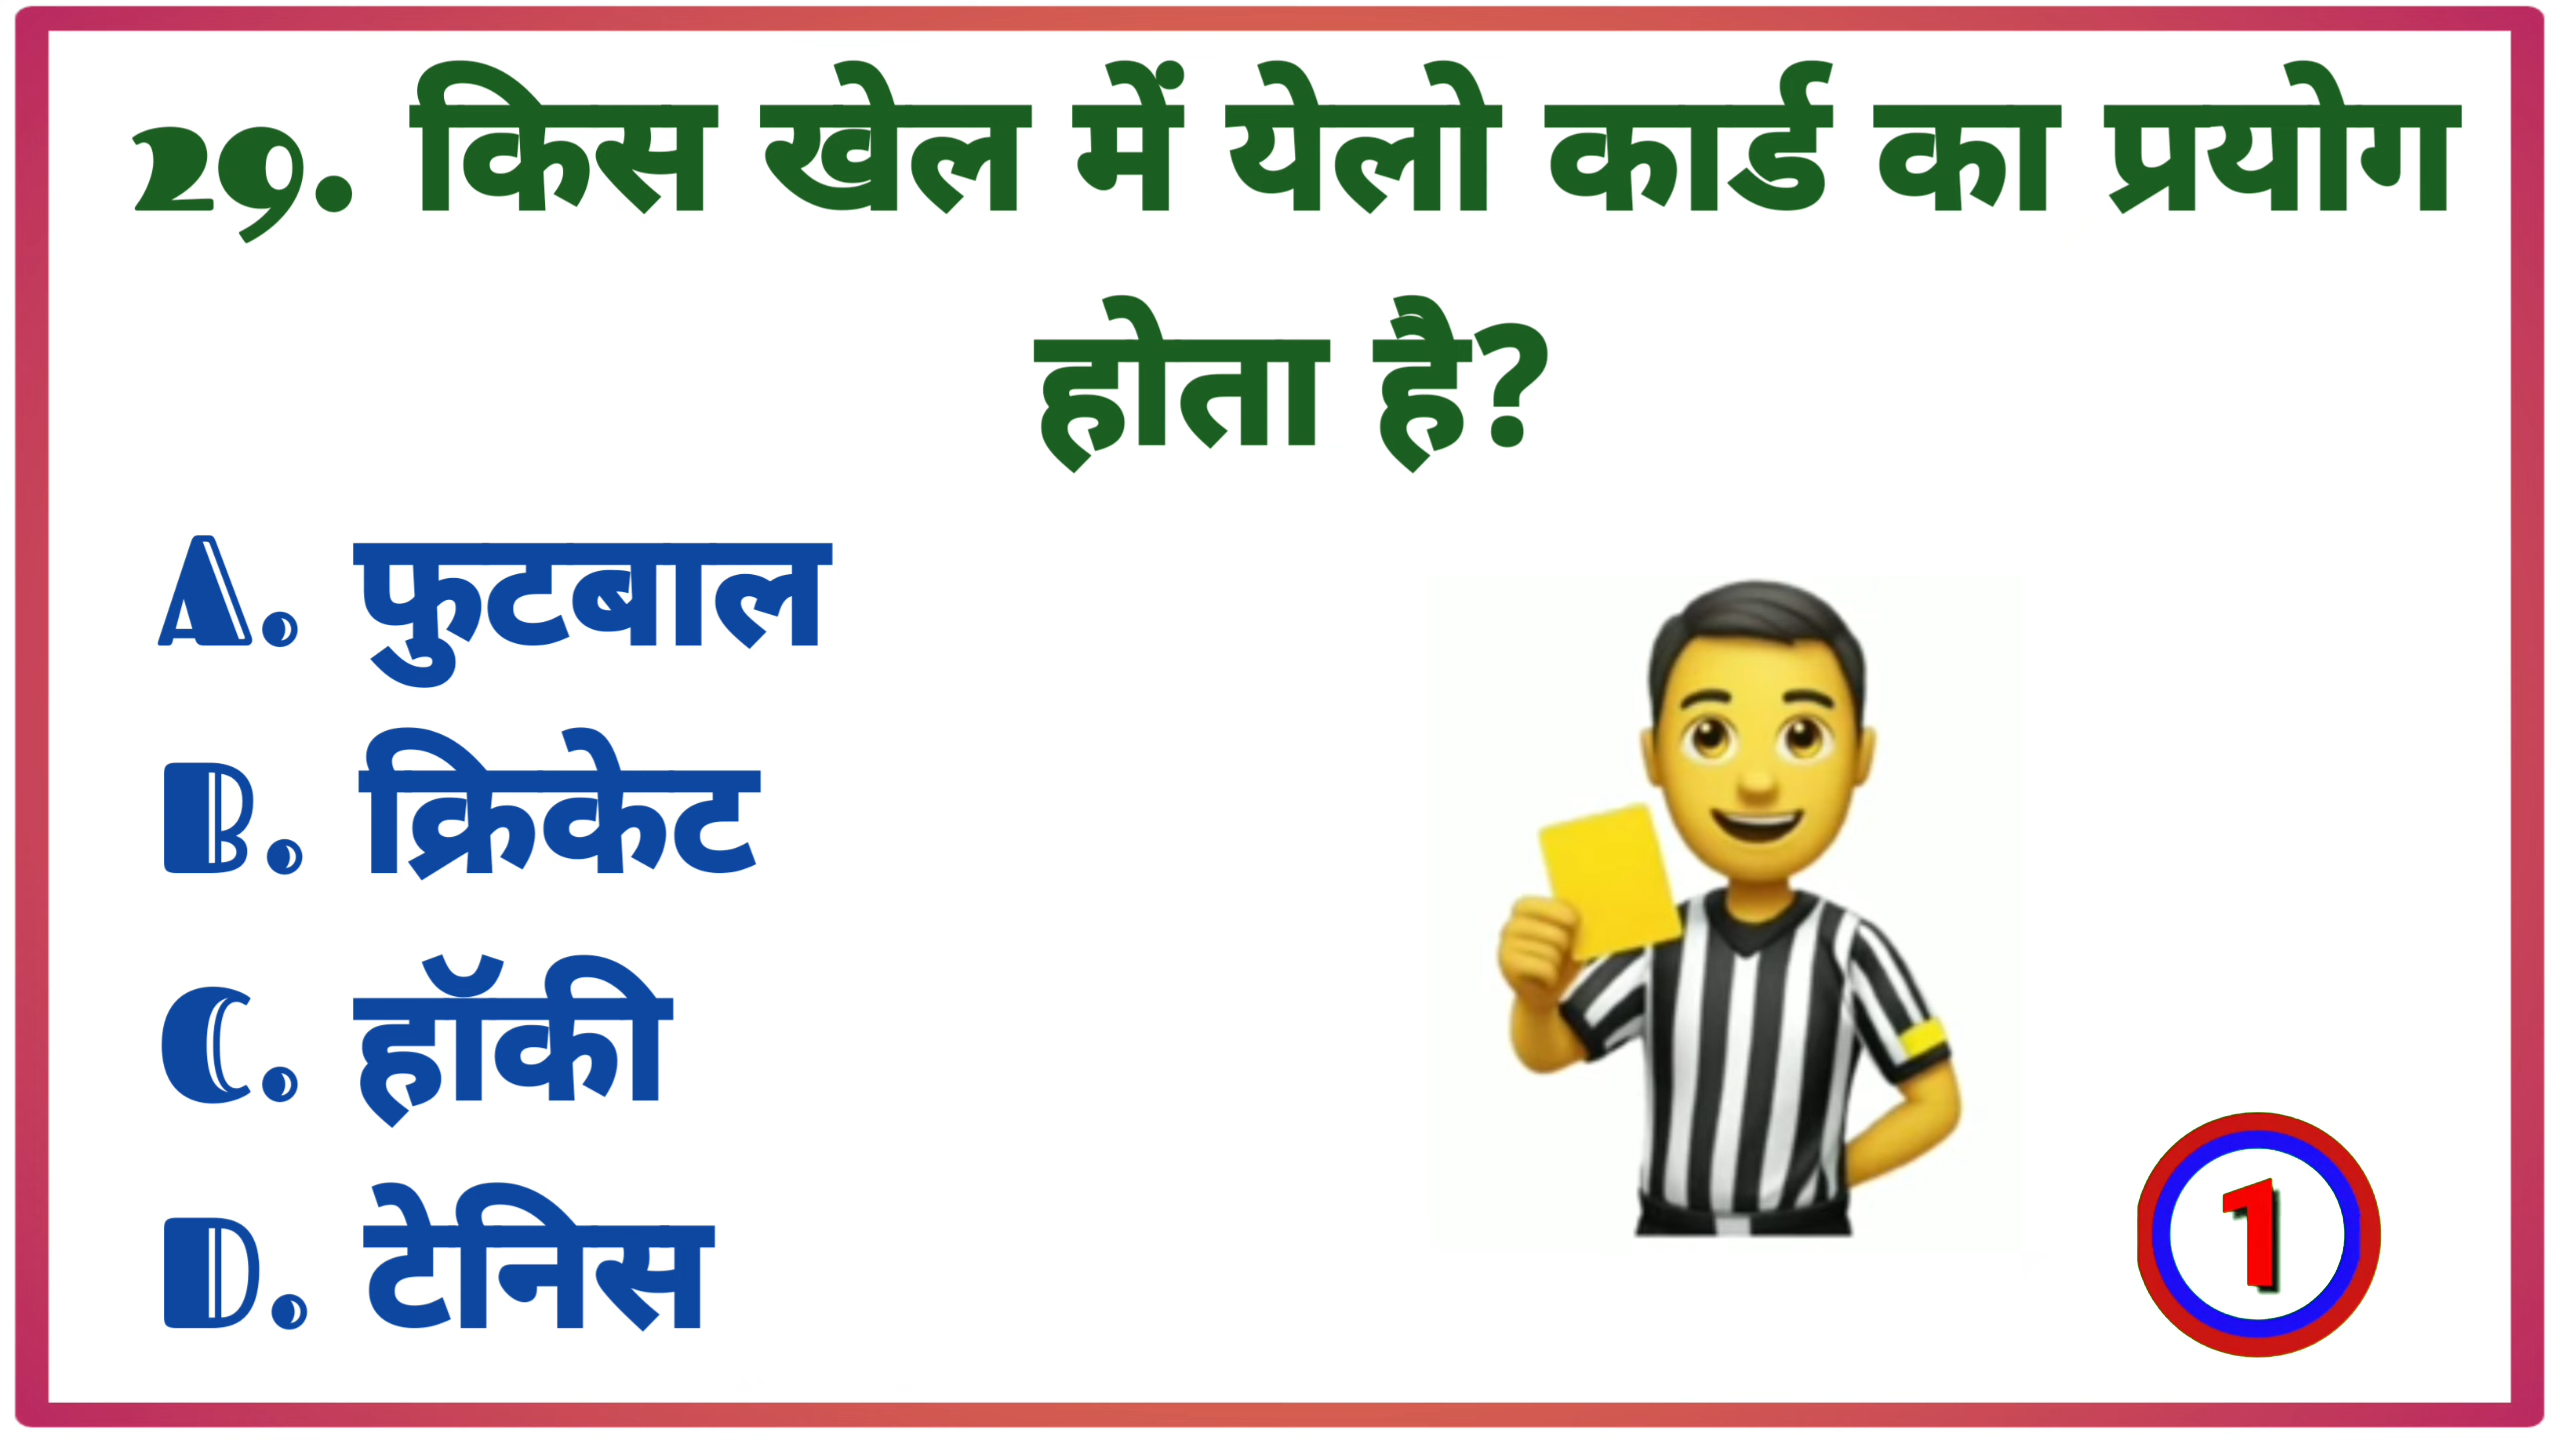 29. किस खेल में येलो कार्ड का प्रयोग
होता है?
A. फुटबाल
B. क्रिकेट
C. हॉकी
D. टेनिस
1